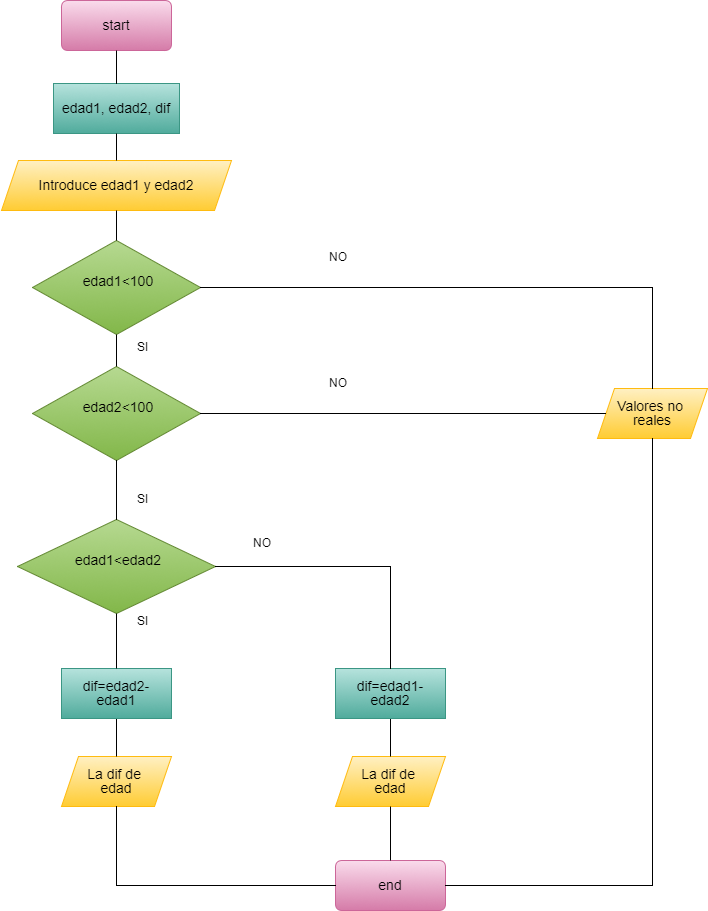 start
edad1, edad2, dif
Introduce edad1 y edad2
NO
edad1<100
SI
NO
edad2<100
Valores no
reales
SI
NO
edad1<edad2
SI
dif=edad2-
edad1
dif=edad1-
edad2
La dif de
edad
La dif de
edad
end